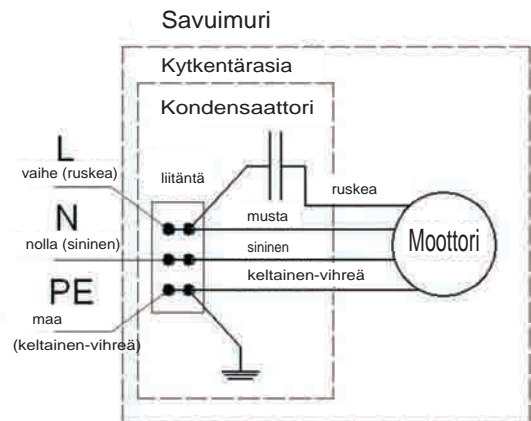 Savuimuri
Kytkentärasia
Kondensaattori
L
vaihe (ruskea)
liitäntä
ruskea
N
nolla (sininen)
musta
sininen
Moottori
keltainen-vihreä
PE
maa
(keltainen-vihreä)